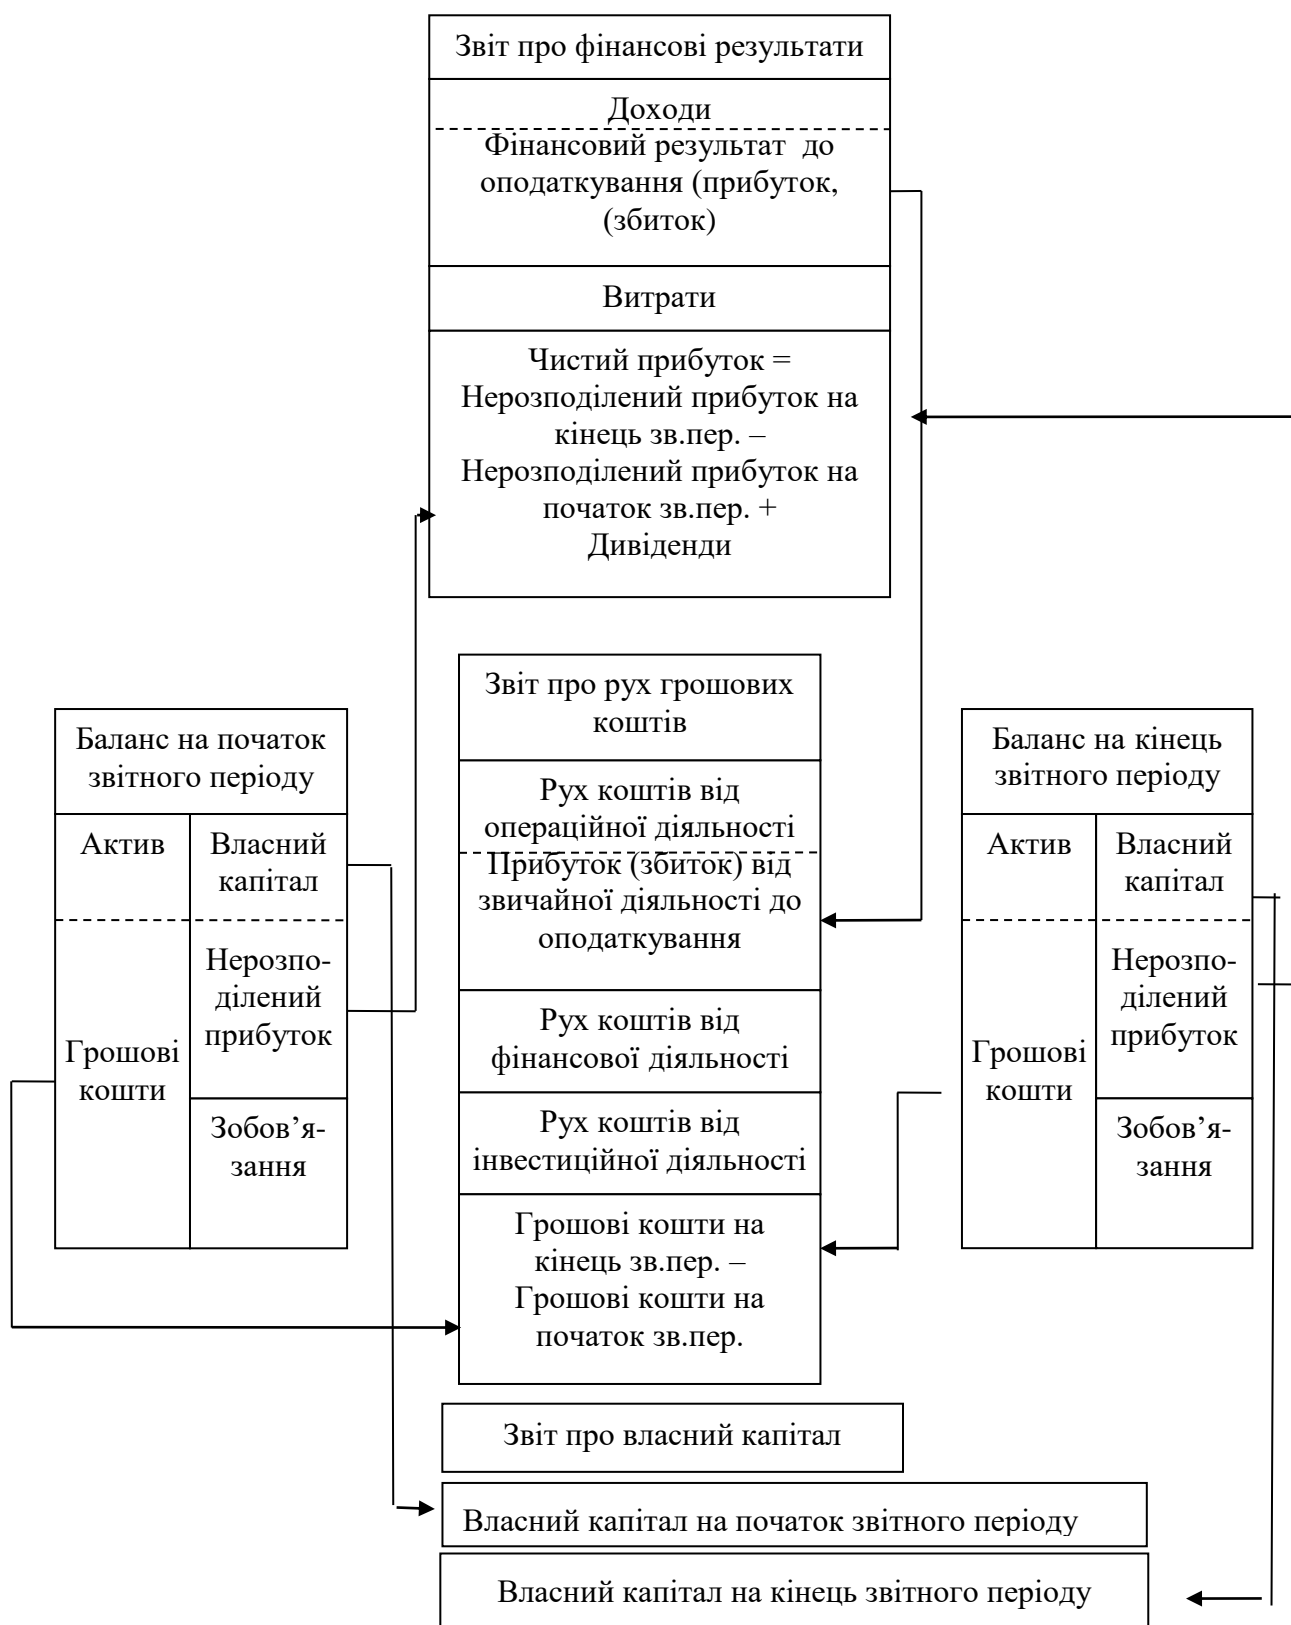 Звіт про фінансові результати
Доходи
Фінансовий результат до
оподаткування (прибуток,
(збиток)
Витрати
Чистий прибуток =
Нерозподілений прибуток на
кінець зв.пер. –
Нерозподілений прибуток на
початок зв.пер. +
Дивіденди
Баланс на початок
звітного періоду
Актив
Власний
капітал
Нерозпо-
ділений
прибуток
Грошові
кошти
Зобов’я-
зання
Звіт про рух грошових
коштів
Рух коштів від
операційної діяльності
Прибуток (збиток) від
звичайної діяльності до
оподаткування
Рух коштів від
фінансової діяльності
Рух коштів від
інвестиційної діяльності
Грошові кошти на
кінець зв.пер. –
Грошові кошти на
початок зв.пер.
Баланс на кінець
звітного періоду
Актив
Власний
капітал
Нерозпо-
ділений
прибуток
Грошові
кошти
Зобов’я-
зання
Звіт про власний капітал
Власний капітал на початок звітного періоду
Власний капітал на кінець звітного періоду